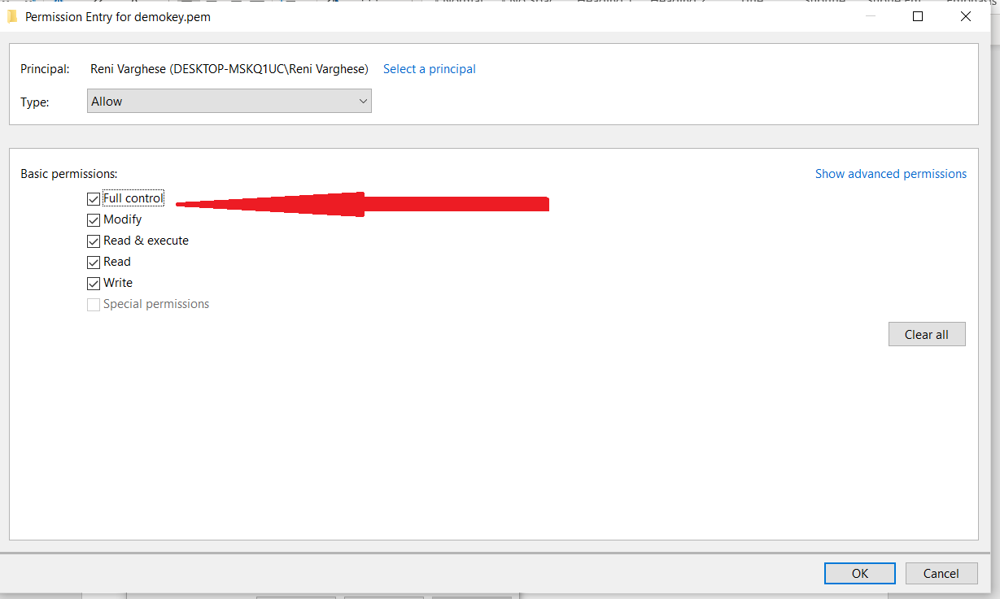 Permission Entry for demokey.pem
Principal: Reni Varghese (DESKTOP-MSKQ1UC\Reni Varghese) Select a principal
Type: Allow
Basic permissions: Show advanced permissions
Full control
Modify
Read & execute
Read
Write
Special permissions
Clear all
OK Cancel